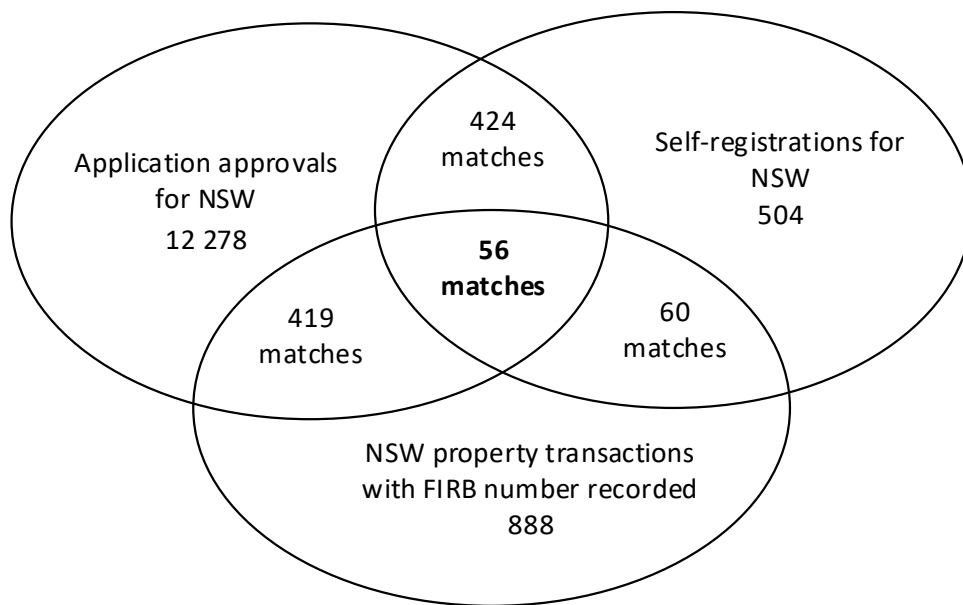 424
matches
Application approvals
for NSW
12 278
Self-registrations for
NSW
504
56
matches
419
matches
60
matches
NSW property transactions
with FIRB number recorded
888